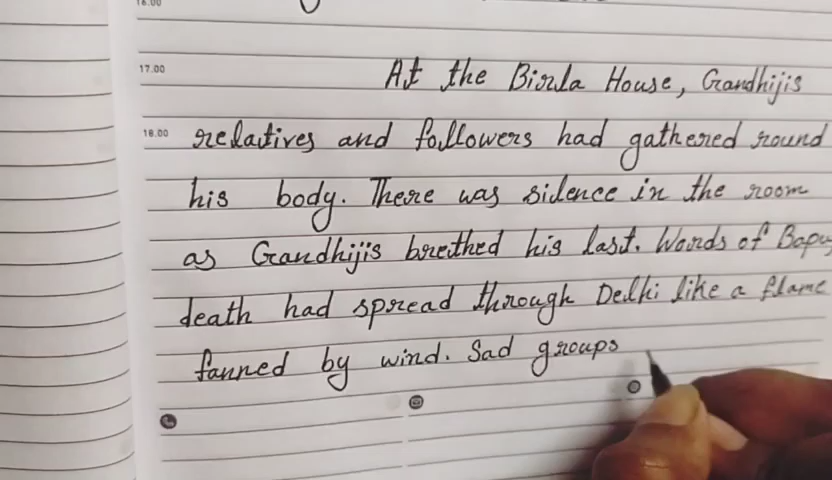 16.00
17.00 At the Birla House, Gandhijis
18.00 relatives and followers had gathered round
his body. There was silence in the room
as Gandhijis breathed his last. Words of Bapu
death had spread through Delhi like a flame
fanned by wind. Sad groups